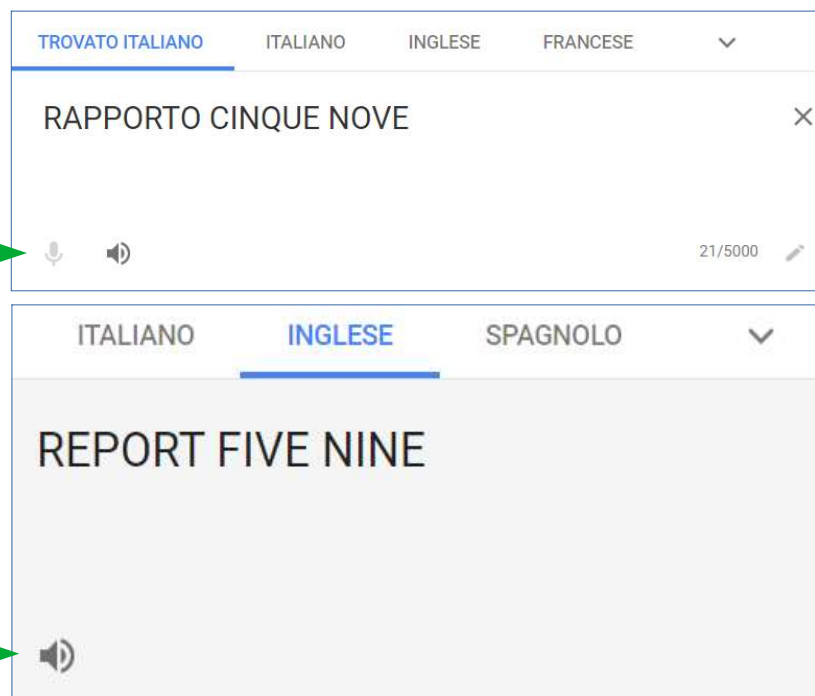 TROVATO ITALIANO ITALIANO INGLESE FRANCESE
RAPPORTO CINQUE NOVE
21/5000
ITALIANO INGLESE SPAGNOLO
REPORT FIVE NINE